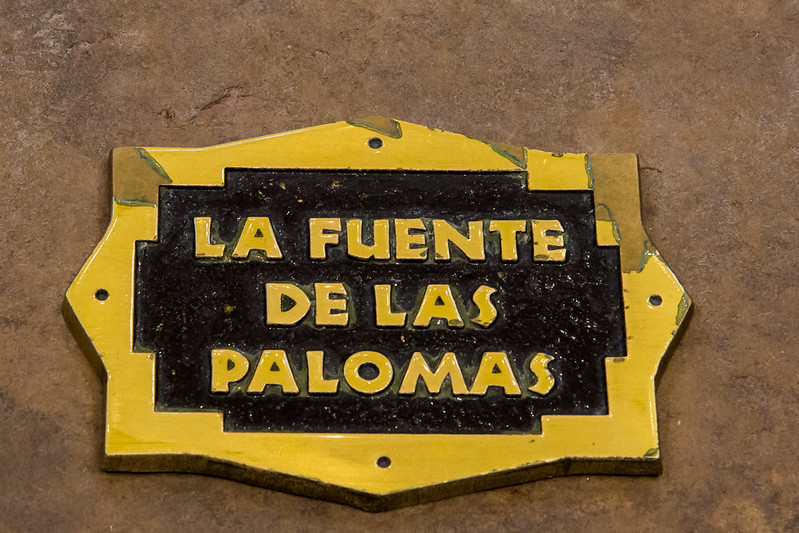 LA FUENTE
DE LAS
PALOMAS